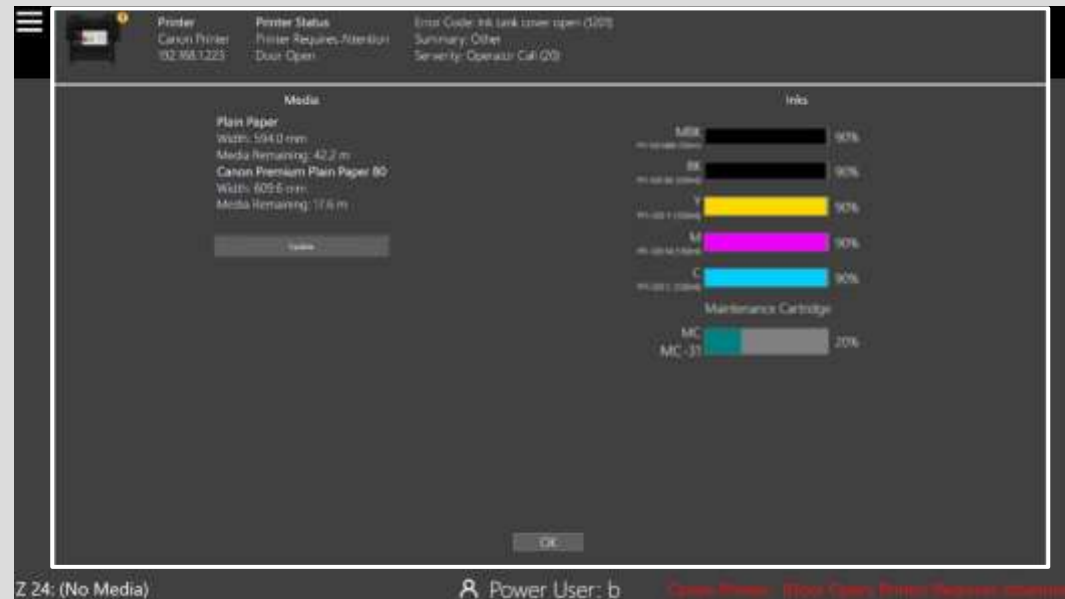 Printer
Canon Printer
192.168.1.223
Printer Status
Printer Requires Attention
Door Open
Error Code: Ink tank cover open (1201)
Summary: Other
Serverity: Operator Call (20)
Media
Plain Paper
Width: 594.0 mm
Media Remaining: 42.2 m
Canon Premium Plain Paper 80
Width: 609.6 mm
Media Remaining: 17.6 m
Update
Inks
MBK
90%
BK
90%
Y
90%
M
90%
C
90%
Maintenance Cartridge
MC
MC-31
20%
OK
Z 24: (No Media)
Power User: b